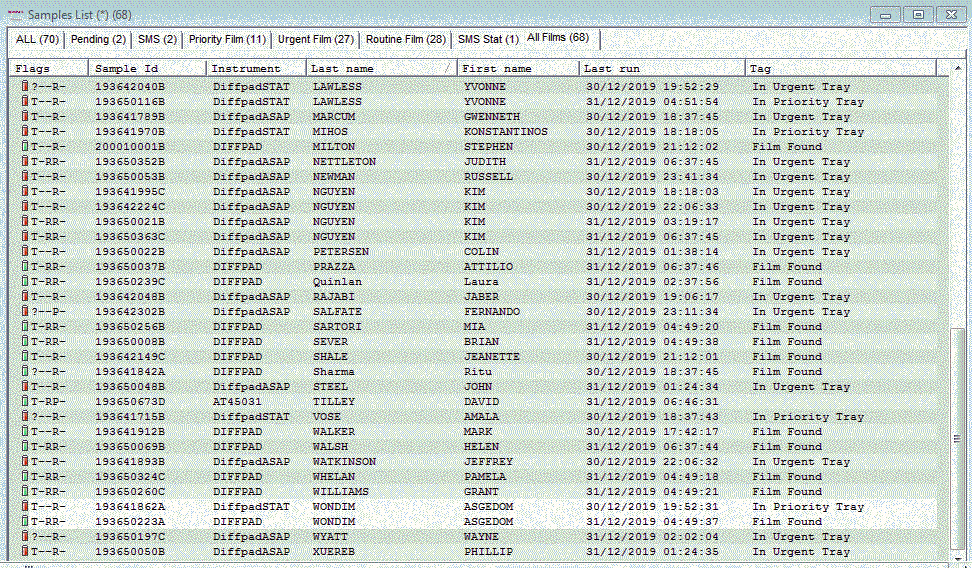 Samples List (*) (68)
ALL (70) Pending (2) SMS (2) Priority Film (11) Urgent Film (27) Routine Film (28) SMS Stat (1) All Films (68)
Flags Sample Id Instrument Last name / First name Last run Tag
?--R- 193642040B DiffpadSTAT LAWLESS YVONNE 30/12/2019 19:52:29 In Urgent Tray
T--R- 193650116B DiffpadSTAT LAWLESS YVONNE 31/12/2019 04:51:54 In Priority Tray
T--R- 193641789B DiffpadASAP MARCUM GWENNETH 30/12/2019 18:37:45 In Urgent Tray
T--R- 193641970B DiffpadSTAT MIHOS KONSTANTINOS 30/12/2019 18:18:05 In Priority Tray
T--R- 200010001B DIFFPAD MILTON STEPHEN 30/12/2019 21:12:02 Film Found
T-RR- 193650352B DiffpadASAP NETTLETON JUDITH 31/12/2019 06:37:45 In Urgent Tray
T--R- 193650053B DiffpadASAP NEWMAN RUSSELL 30/12/2019 23:41:34 In Urgent Tray
T--R- 193641995C DiffpadASAP NGUYEN KIM 30/12/2019 18:18:03 In Urgent Tray
T--R- 193642224C DiffpadASAP NGUYEN KIM 30/12/2019 22:06:33 In Urgent Tray
T-RR- 193650021B DiffpadASAP NGUYEN KIM 31/12/2019 03:19:17 In Urgent Tray
T-RR- 193650363C DiffpadASAP NGUYEN KIM 31/12/2019 06:37:45 In Urgent Tray
T--R- 193650022B DiffpadASAP PETERSEN COLIN 31/12/2019 01:38:14 In Urgent Tray
T-RR- 193650037B DIFFPAD PRAZZA ATTILIO 31/12/2019 06:37:46 Film Found
T-RR- 193650239C DIFFPAD Quinlan Laura 31/12/2019 02:37:56 Film Found
T--R- 193642048B DiffpadASAP RAJABI JABER 30/12/2019 19:06:17 In Urgent Tray
?--P- 193642302B DiffpadASAP SALFATE FERNANDO 30/12/2019 23:11:34 In Urgent Tray
T-RR- 193650256B DIFFPAD SARTORI MIA 31/12/2019 04:49:20 Film Found
T-RR- 193650008B DIFFPAD SEVER BRIAN 31/12/2019 04:49:38 Film Found
T--R- 193642149C DIFFPAD SHALE JEANETTE 30/12/2019 21:12:01 Film Found
?--R- 193641842A DIFFPAD Sharma Ritu 30/12/2019 18:37:45 Film Found
T--R- 193650048B DiffpadASAP STEEL JOHN 31/12/2019 01:24:34 In Urgent Tray
T-RP- 193650673D AT45031 TILLEY DAVID 31/12/2019 06:46:31
?--R- 193641715B DiffpadSTAT VOSE AMALA 30/12/2019 18:37:43 In Priority Tray
T--R- 193641912B DIFFPAD WALKER MARK 30/12/2019 17:42:17 Film Found
T-RR- 193650069B DIFFPAD WALSH HELEN 31/12/2019 06:37:44 Film Found
T--R- 193641893B DiffpadASAP WATKINSON JEFFREY 30/12/2019 22:06:32 In Urgent Tray
T-RR- 193650324C DIFFPAD WHELAN PAMELA 31/12/2019 04:49:18 Film Found
T-RR- 193650260C DIFFPAD WILLIAMS GRANT 31/12/2019 04:49:21 Film Found
T--R- 193641862A DiffpadSTAT WONDIM ASGEDOM 30/12/2019 19:52:31 In Priority Tray
T-RR- 193650223A DIFFPAD WONDIM ASGEDOM 31/12/2019 04:49:37 Film Found
?--R- 193650197C DiffpadASAP WYATT WAYNE 31/12/2019 02:02:04 In Urgent Tray
T--R- 193650050B DiffpadASAP XUEREB PHILLIP 31/12/2019 01:24:35 In Urgent Tray